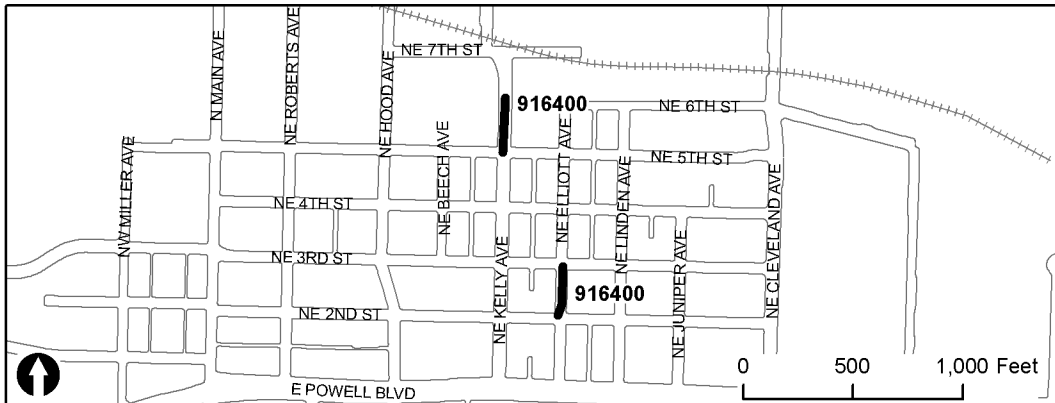 N MAIN AVE
NE ROBERTS AVE
NE HOOD AVE
NE 7TH ST
916400
NE 6TH ST
NW MILLER AVE
NE BEECH AVE
NE ELLIOTT AVE
NE 5TH ST
NE LINDEN AVE
NE CLEVELAND AVE
NE 4TH ST
NE KELLY AVE
NE 3RD ST
NE JUNIPER AVE
916400
NE 2ND ST
0 500 1,000 Feet
E POWELL BLVD